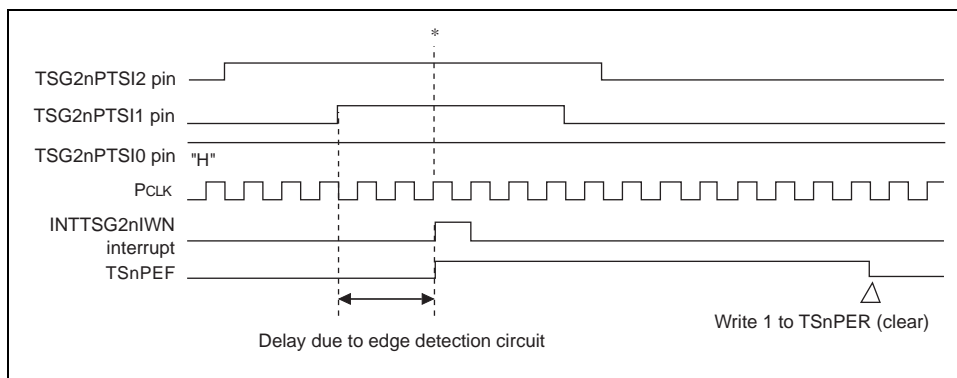 *
TSG2nPTSI2 pin
TSG2nPTSI1 pin
TSG2nPTSI0 pin "H"
PCLK
INTTSG2nIWN
interrupt
TSnPEF
Delay due to edge detection circuit
Write 1 to TSnPER (clear)